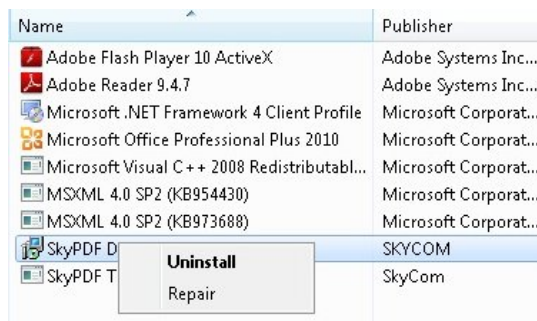 Name Publisher
Adobe Flash Player 10 ActiveX Adobe Systems Inc...
Adobe Reader 9.4.7 Adobe Systems Inc...
Microsoft .NET Framework 4 Client Profile Microsoft Corporat...
Microsoft Office Professional Plus 2010 Microsoft Corporat...
Microsoft Visual C++ 2008 Redistributabl... Microsoft Corporat...
MSXML 4.0 SP2 (KB954430) Microsoft Corporat...
MSXML 4.0 SP2 (KB973688) Microsoft Corporat...
SkyPDF D SKYCOM
Uninstall
SkyPDF T SkyCom
Repair